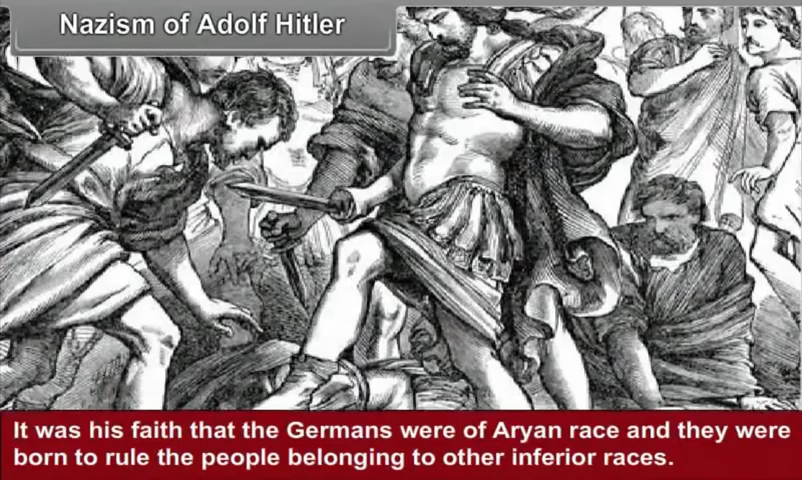 Nazism of Adolf Hitler
It was his faith that the Germans were of Aryan race and they were
born to rule the people belonging to other inferior races.